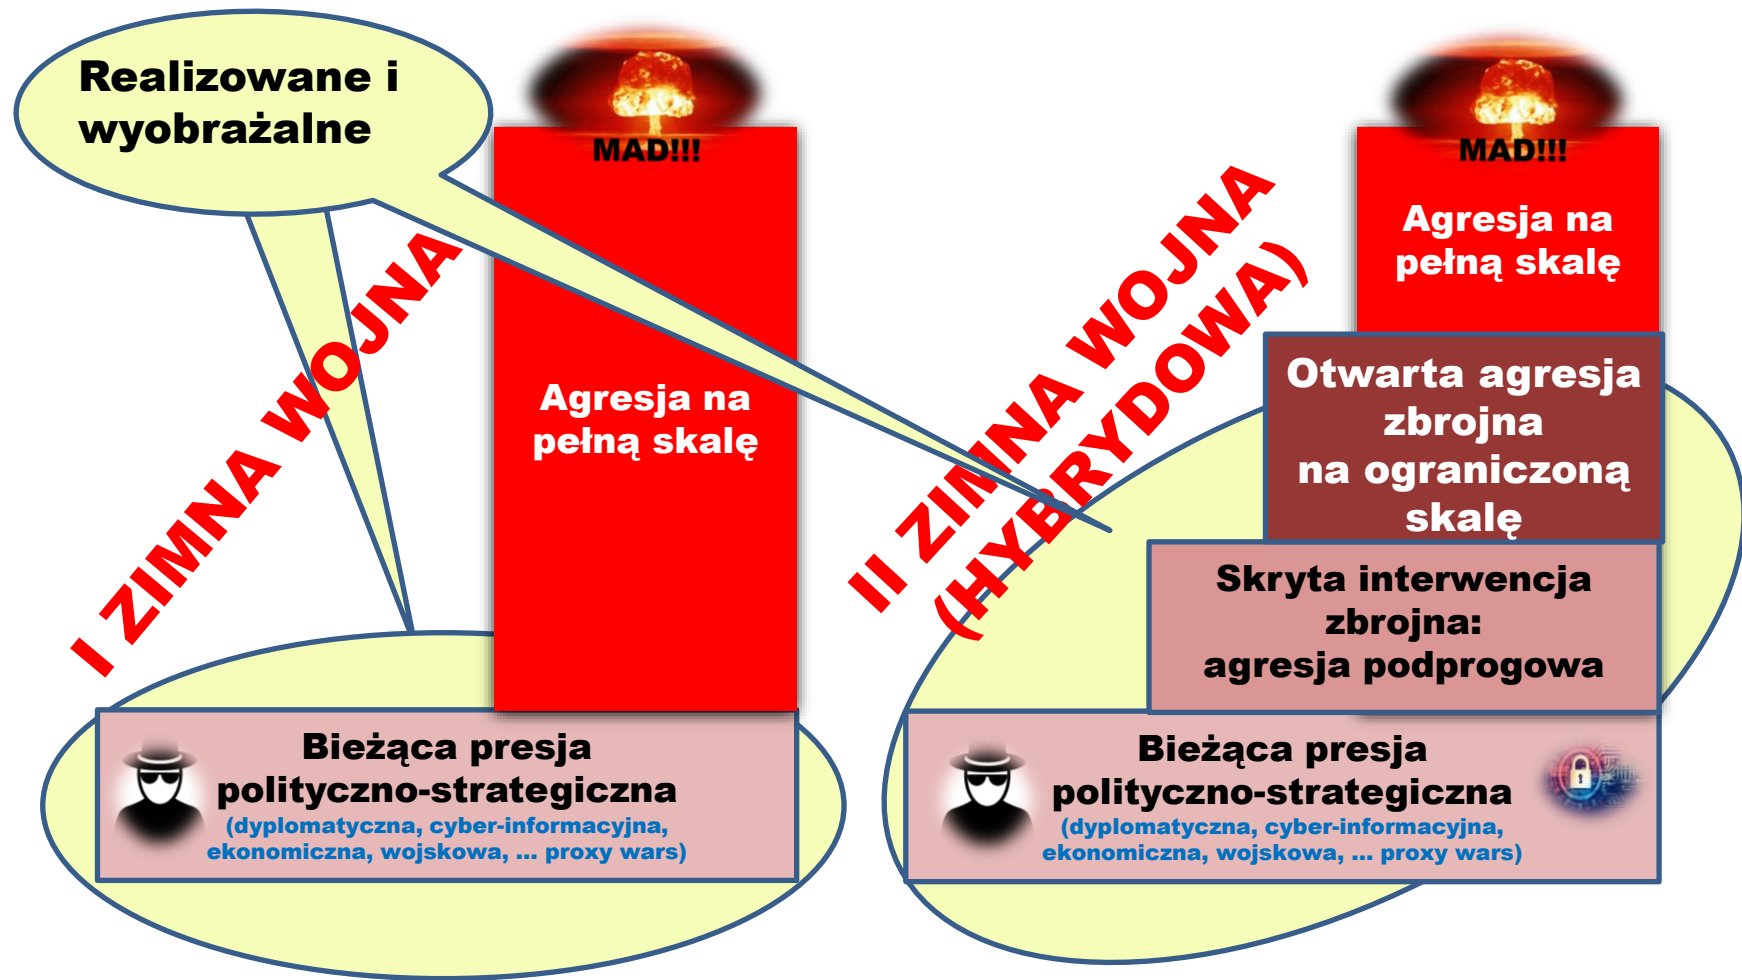 Realizowane i
wyobrażalne
I ZIMNA WOJNA
MAD!!!
Agresja na
pełną skalę
Bieżąca presja
polityczno-strategiczna
(dyplomatyczna, cyber-informacyjna,
ekonomiczna, wojskowa, ... proxy wars)
II ZIMNA WOJNA
(HYBRYDOWA)
MAD!!!
Agresja na
pełną skalę
Otwarta agresja
zbrojna
na ograniczoną
skalę
Skryta interwencja
zbrojna:
agresja podprogowa
Bieżąca presja
polityczno-strategiczna
(dyplomatyczna, cyber-informacyjna,
ekonomiczna, wojskowa, ... proxy wars)